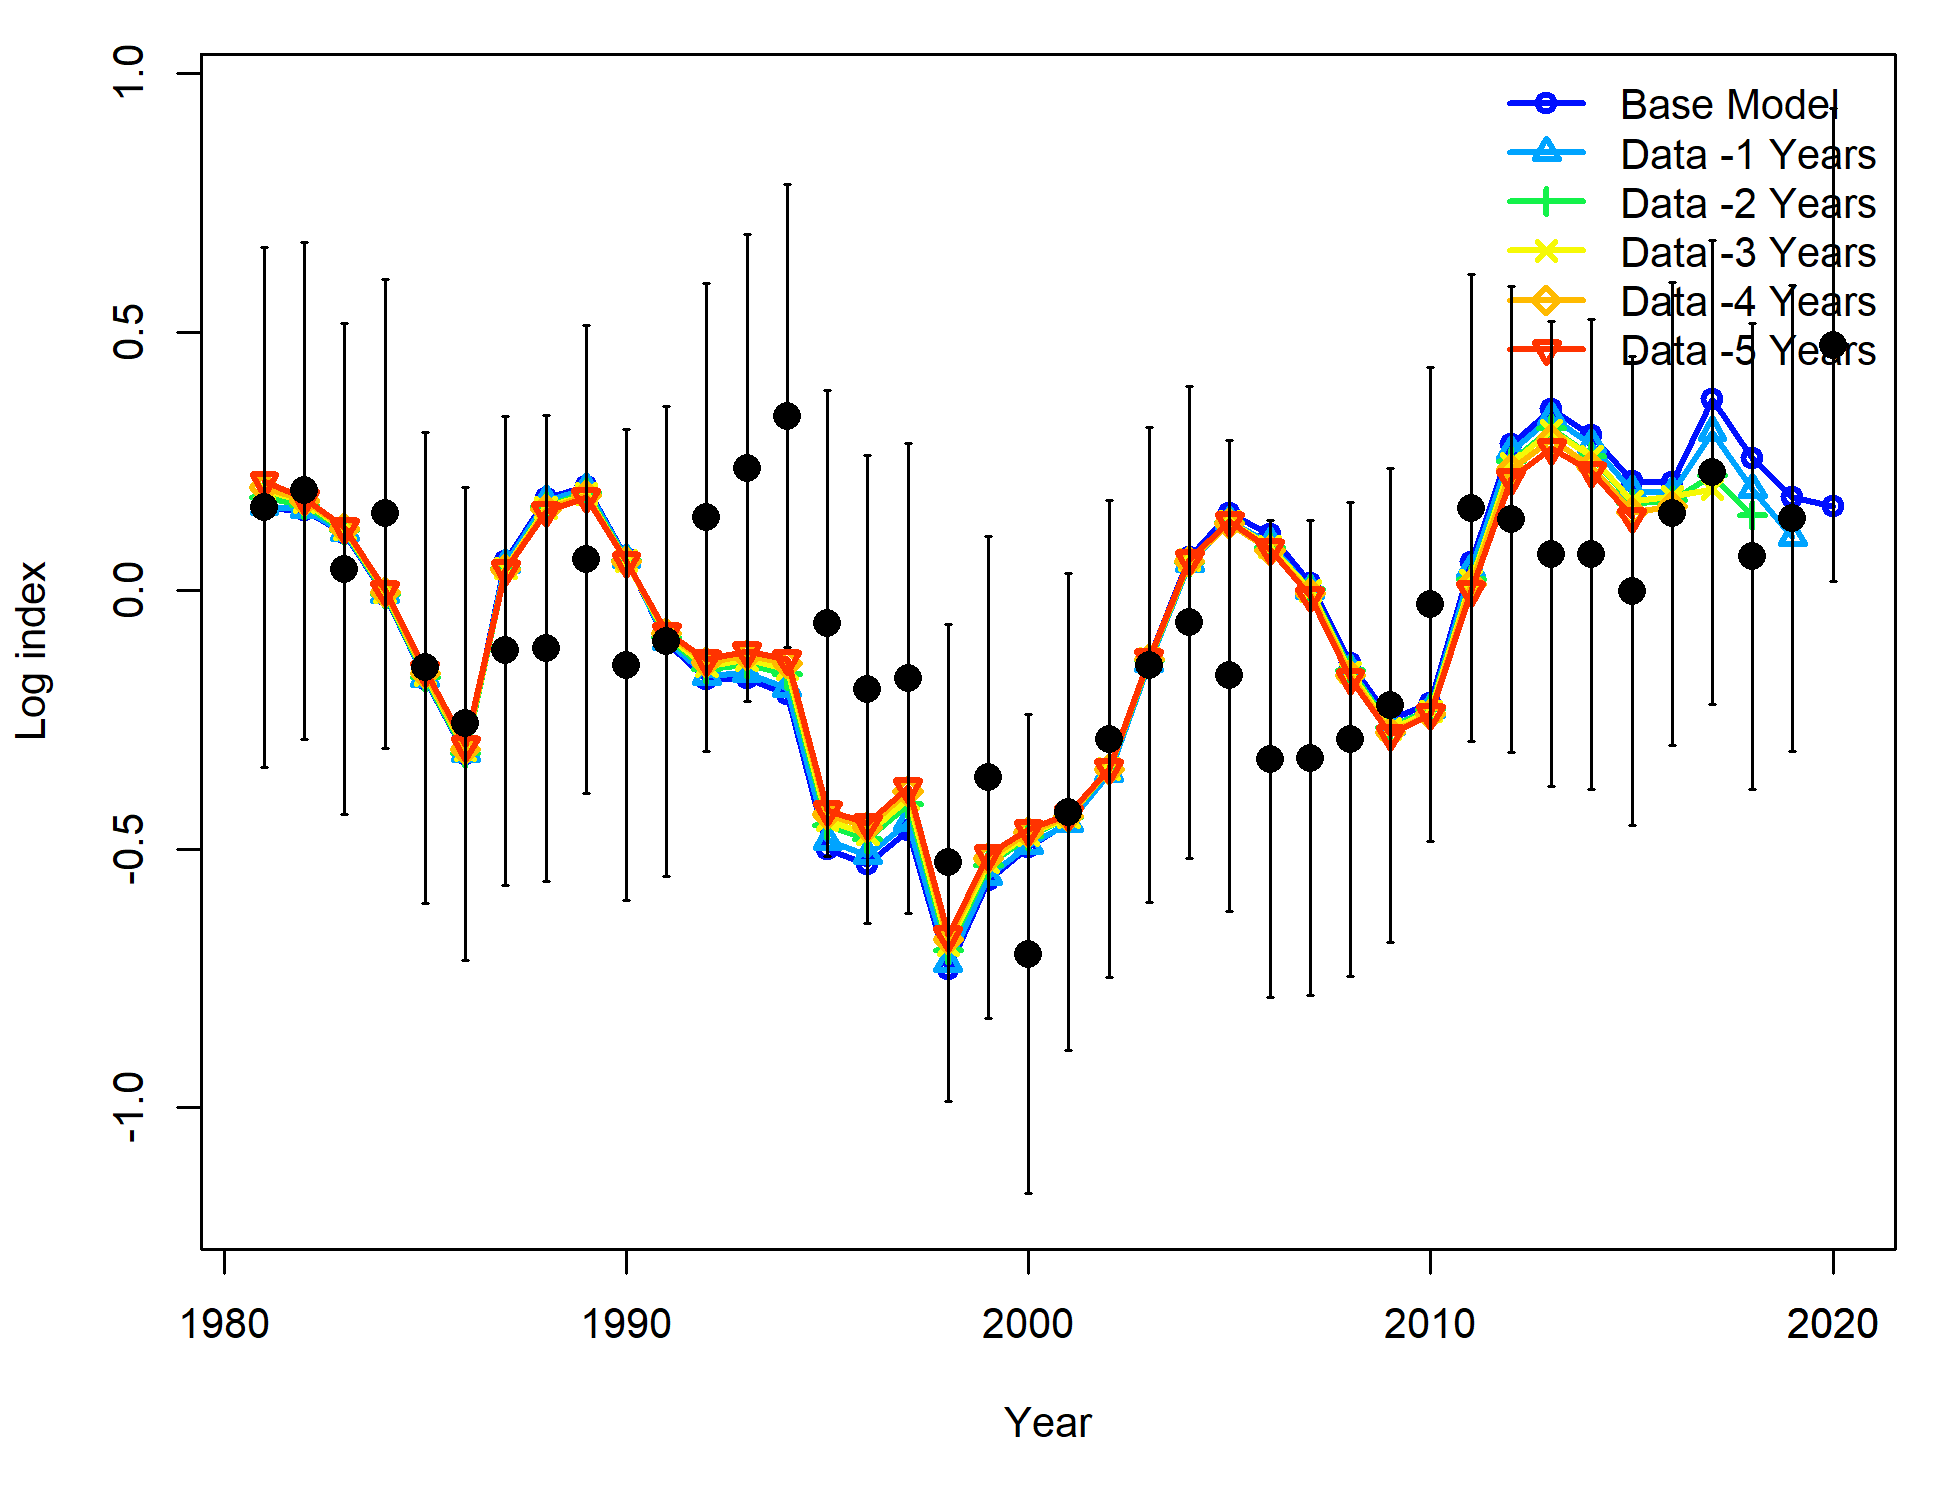 1.0
0.5
0.0
-0.5
-1.0
Log index
Base Model
Data -1 Years
Data -2 Years
Data -3 Years
Data -4 Years
Data -5 Years
1980 1990 2000 2010 2020
Year